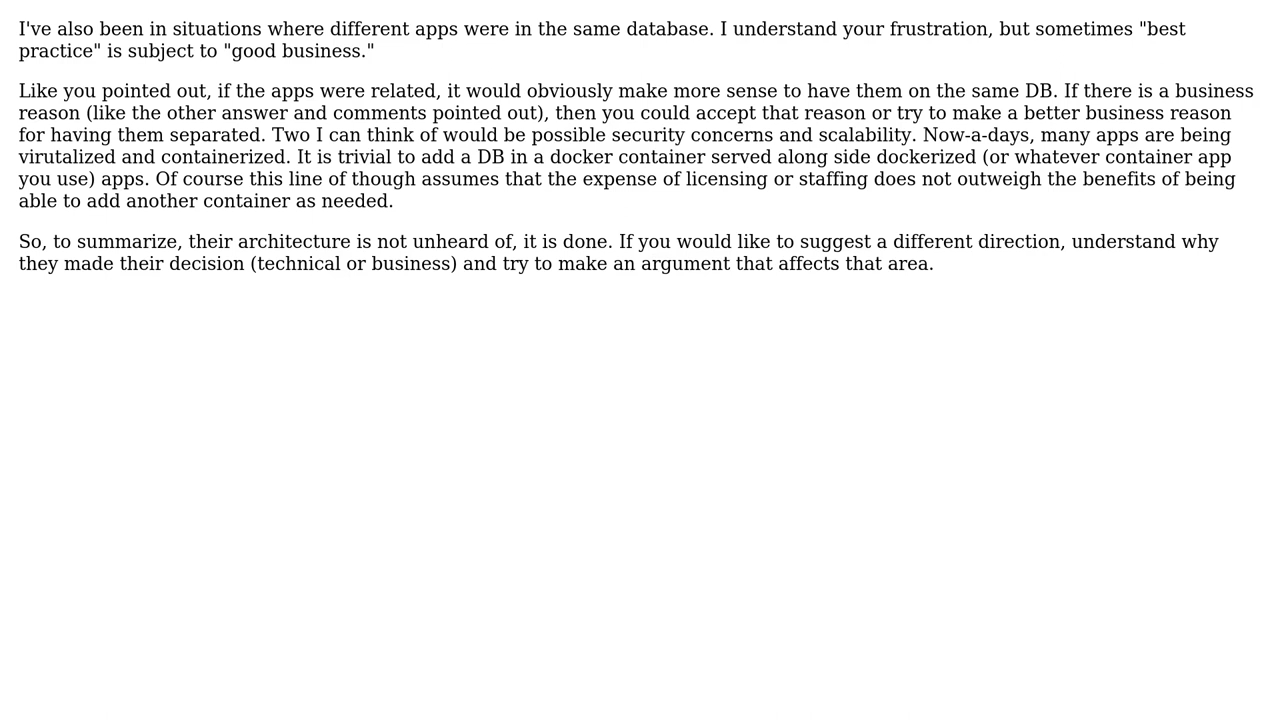 I've also been in situations where different apps were in the same database. I understand your frustration, but sometimes "best
practice" is subject to "good business."
Like you pointed out, if the apps were related, it would obviously make more sense to have them on the same DB. If there is a business
reason (like the other answer and comments pointed out), then you could accept that reason or try to make a better business reason
for having them separated. Two I can think of would be possible security concerns and scalability. Now-a-days, many apps are being
virutalized and containerized. It is trivial to add a DB in a docker container served along side dockerized (or whatever container app
you use) apps. Of course this line of though assumes that the expense of licensing or staffing does not outweigh the benefits of being
able to add another container as needed.
So, to summarize, their architecture is not unheard of, it is done. If you would like to suggest a different direction, understand why
they made their decision (technical or business) and try to make an argument that affects that area.